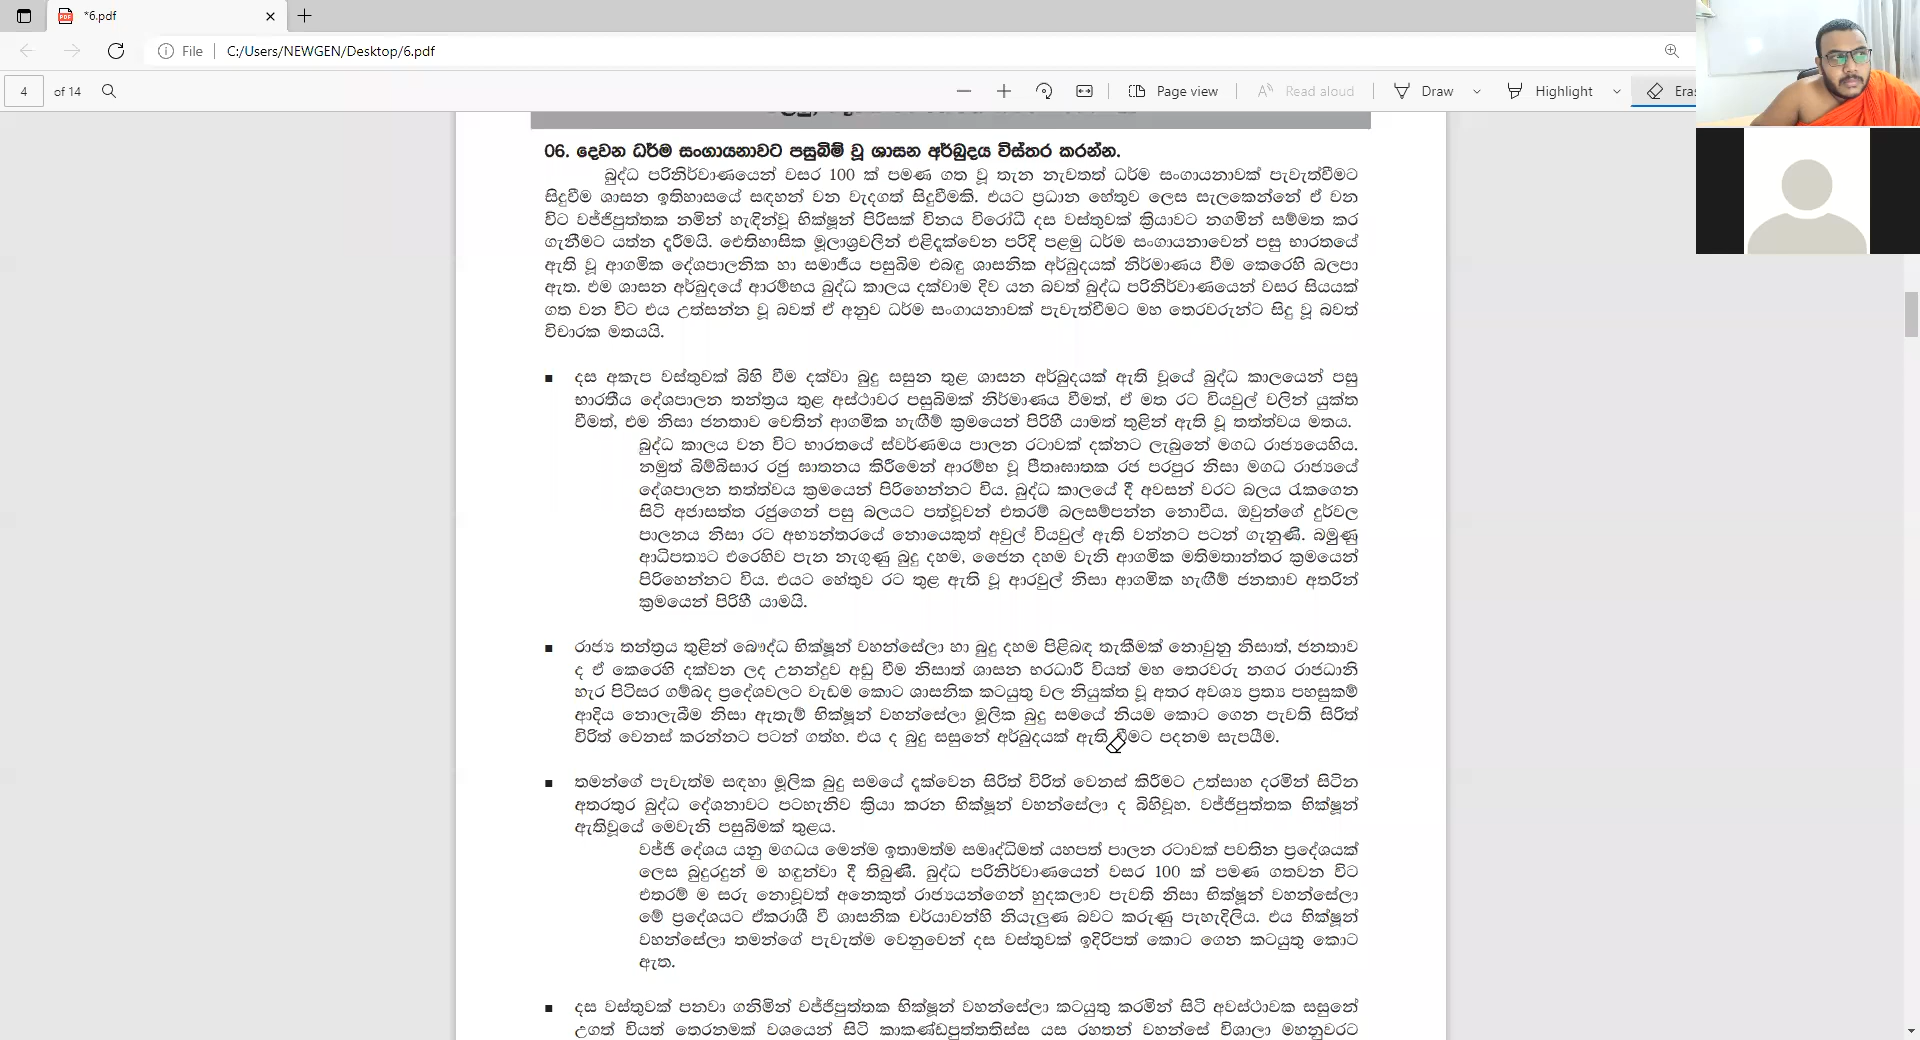 *6.pdf
File
C:/Users/NEWGEN/Desktop/6.pdf
4 of 14
Page view
Read aloud
Draw
Highlight
Eras
06. දෙවන ධර්ම සංගායනාවට පසුබිම් වූ ශාසන අර්බුදය විස්තර කරන්න.
බුද්ධ පරිනිර්වාණයෙන් වසර 100 ක් පමණ ගත වූ තැන නැවතත් ධර්ම සංගායනාවක් පැවැත්වීමට
සිදුවීම ශාසන ඉතිහාසයේ සඳහන් වන වැදගත් සිදුවීමකි. එයට ප්‍රධාන හේතුව ලෙස සැලකෙන්නේ ඒ වන
විට වජ්ජිපුත්තක නමින් හැඳින්වූ භික්ෂූන් පිරිසක් විනය විරෝධී දස වස්තුවක් ක්‍රියාවට නගමින් සම්මත කර
ගැනීමට යත්න දැරීමයි. ඓතිහාසික මූලාශ්‍රවලින් එළිදැක්වෙන පරිදි පළමු ධර්ම සංගායනාවෙන් පසු භාරතයේ
ඇති වූ ආගමික දේශපාලනික හා සමාජීය පසුබිම එබඳු ශාසනික අර්බුදයක් නිර්මාණය වීම කෙරෙහි බලපා
ඇත. එම ශාසන අර්බුදයේ ආරම්භය බුද්ධ කාලය දක්වාම දිව යන බවත් බුද්ධ පරිනිර්වාණයෙන් වසර සියයක්
ගත වන විට එය උත්සන්න වූ බවත් ඒ අනුව ධර්ම සංගායනාවක් පැවැත්වීමට මහ තෙරවරුන්ට සිදු වූ බවත්
විචාරක මතයයි.
■ දස අකැප වස්තුවක් බිහි වීම දක්වා බුදු සසුන තුළ ශාසන අර්බුදයක් ඇති වූයේ බුද්ධ කාලයෙන් පසු
භාරතීය දේශපාලන තන්ත්‍රය තුළ අස්ථාවර පසුබිමක් නිර්මාණය වීමත්, ඒ මත රට වියවුල් වලින් යුක්ත
වීමත්, එම නිසා ජනතාව වෙතින් ආගමික හැඟීම් ක්‍රමයෙන් පිරිහී යාමත් තුළින් ඇති වූ තත්ත්වය මතය.
බුද්ධ කාලය වන විට භාරතයේ ස්වර්ණමය පාලන රටාවක් දක්නට ලැබුනේ මගධ රාජ්‍යයෙහිය.
නමුත් බිම්බිසාර රජු ඝාතනය කිරීමෙන් ආරම්භ වූ පීතෘඝාතක රජ පරපුර නිසා මගධ රාජ්‍යයේ
දේශපාලන තත්ත්වය ක්‍රමයෙන් පිරිහෙන්නට විය. බුද්ධ කාලයේ දී අවසන් වරට බලය රැකගෙන
සිටි අජාසත්ත රජුගෙන් පසු බලයට පත්වූවන් එතරම් බලසම්පන්න නොවීය. ඔවුන්ගේ දුර්වල
පාලනය නිසා රට අභ්‍යන්තරයේ නොයෙකුත් අවුල් වියවුල් ඇති වන්නට පටන් ගැනුණි. බමුණු
ආධිපත්‍යට එරෙහිව පැන නැගුණු බුදු දහම, ජෛන දහම වැනි ආගමික මතිමතාන්තර ක්‍රමයෙන්
පිරිහෙන්නට විය. එයට හේතුව රට තුළ ඇති වූ ආරවුල් නිසා ආගමික හැඟීම් ජනතාව අතරින්
ක්‍රමයෙන් පිරිහී යාමයි.
■ රාජ්‍ය තන්ත්‍රය තුළින් බෞද්ධ භික්ෂූන් වහන්සේලා හා බුදු දහම පිළිබඳ තැකීමක් නොවුනු නිසාත්, ජනතාව
ද ඒ කෙරෙහි දක්වන ලද උනන්දුව අඩු වීම නිසාත් ශාසන භාරධාරී වියත් මහ තෙරවරු නගර රාජධානි
හැර පිටිසර ගම්බද ප්‍රදේශවලට වැඩම කොට ශාසනික කටයුතු වල නියුක්ත වූ අතර අවශ්‍ය ප්‍රත්‍ය පහසුකම්
ආදිය නොලැබීම නිසා ඇතැම් භික්ෂූන් වහන්සේලා මූලික බුදු සමයේ නියම කොට ගෙන පැවති සිරිත්
විරිත් වෙනස් කරන්නට පටන් ගත්හ. එය ද බුදු සසුනේ අර්බුදයක් ඇති වීමට පදනම සැපයීම.
■ තමන්ගේ පැවැත්ම සඳහා මූලික බුදු සමයේ දැක්වෙන සිරිත් විරිත් වෙනස් කිරීමට උත්සාහ දරමින් සිටින
අතරතුර බුද්ධ දේශනාවට පටහැනිව ක්‍රියා කරන භික්ෂූන් වහන්සේලා ද බිහිවූහ. වජ්ජිපුත්තක භික්ෂූන්
ඇතිවූයේ මෙවැනි පසුබිමක් තුළය.
වජ්ජි දේශය යනු මගධය මෙන්ම ඉතාමත්ම සමෘද්ධිමත් යහපත් පාලන රටාවක් පවතින ප්‍රදේශයක්
ලෙස බුදුරදුන් ම හඳුන්වා දී තිබුණි. බුද්ධ පරිනිර්වාණයෙන් වසර 100 ක් පමණ ගතවන විට
එතරම් ම සරු නොවූවත් අනෙකුත් රාජ්‍යයන්ගෙන් හුදකලාව පැවති නිසා භික්ෂූන් වහන්සේලා
මේ ප්‍රදේශයට ඒකරාශී වී ශාසනික චර්යාවන්හි නියැලුණ බවට කරුණු පැහැදිලිය. එය භික්ෂූන්
වහන්සේලා තමන්ගේ පැවැත්ම වෙනුවෙන් දස වස්තුවක් ඉදිරිපත් කොට ගෙන කටයුතු කොට
ඇත.
■ දස වස්තුවක් පනවා ගනිමින් වජ්ජිපුත්තක භික්ෂූන් වහන්සේලා කටයුතු කරමින් සිටි අවස්ථාවක සසුනේ
උගත් වියත් තෙරනමක් වශයෙන් සිටි කාකණ්ඩපුත්තතිස්ස යස රහතන් වහන්සේ විශාලා මහනුවරට